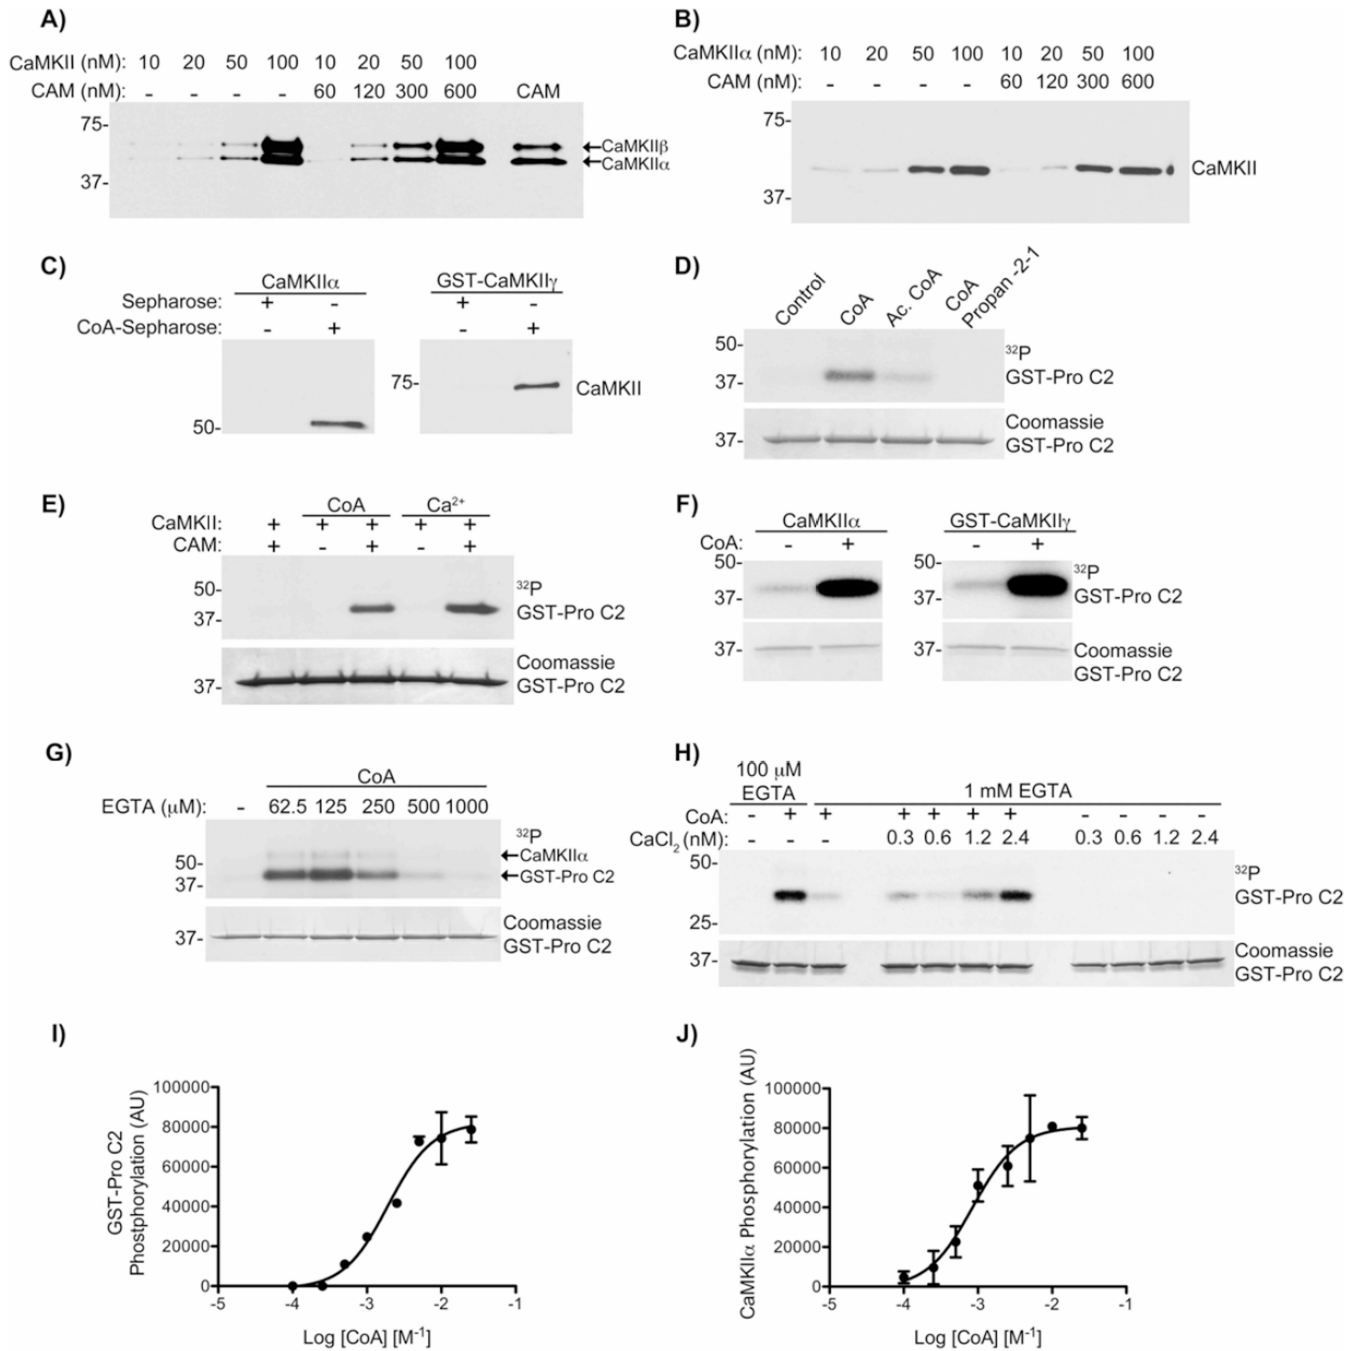 A)
CaMKII (nM): 10 20 50 100 10 20 50 100
CAM (nM): - - - - 60 120 300 600 CAM
75-
CaMKIIβ
CaMKIIα
37-
B)
CaMKIIα (nM): 10 20 50 100 10 20 50 100
CAM (nM): - - - - 60 120 300 600
75-
CaMKII
37-
C)
CaMKIIα GST-CaMKIIγ
Sepharose: + - + -
CoA-Sepharose: - + - +
75-
CaMKII
50-
D)
Control
CoA
Ac. CoA
CoA
Propan -2-1
50-
32P
37- GST-Pro C2
Coomassie
37- GST-Pro C2
E)
CoA Ca2+
CaMKII: + + + + +
CAM: + - + - +
50- 32P
37- GST-Pro C2
Coomassie
37- GST-Pro C2
F)
CaMKIIα GST-CaMKIIγ
CoA: - + - +
50- 50- 32P
37- 37- GST-Pro C2
37- 37- Coomassie
GST-Pro C2
G)
CoA
EGTA (μM): - 62.5 125 250 500 1000
32P
50- CaMKIIα
37- GST-Pro C2
Coomassie
37- GST-Pro C2
H)
100 μM
EGTA 1 mM EGTA
CoA: - + + + + + + - - - -
CaCl2 (nM): - - - 0.3 0.6 1.2 2.4 0.3 0.6 1.2 2.4
50- 32P
GST-Pro C2
25-
37- Coomassie
GST-Pro C2
I)
GST-Pro C2
Phostphorylation (AU)
100000
80000
60000
40000
20000
0
-5 -4 -3 -2 -1
Log [CoA] [M-1]
J)
CaMKIIα Phosphorylation (AU)
100000
80000
60000
40000
20000
0
-5 -4 -3 -2 -1
Log [CoA] [M-1]